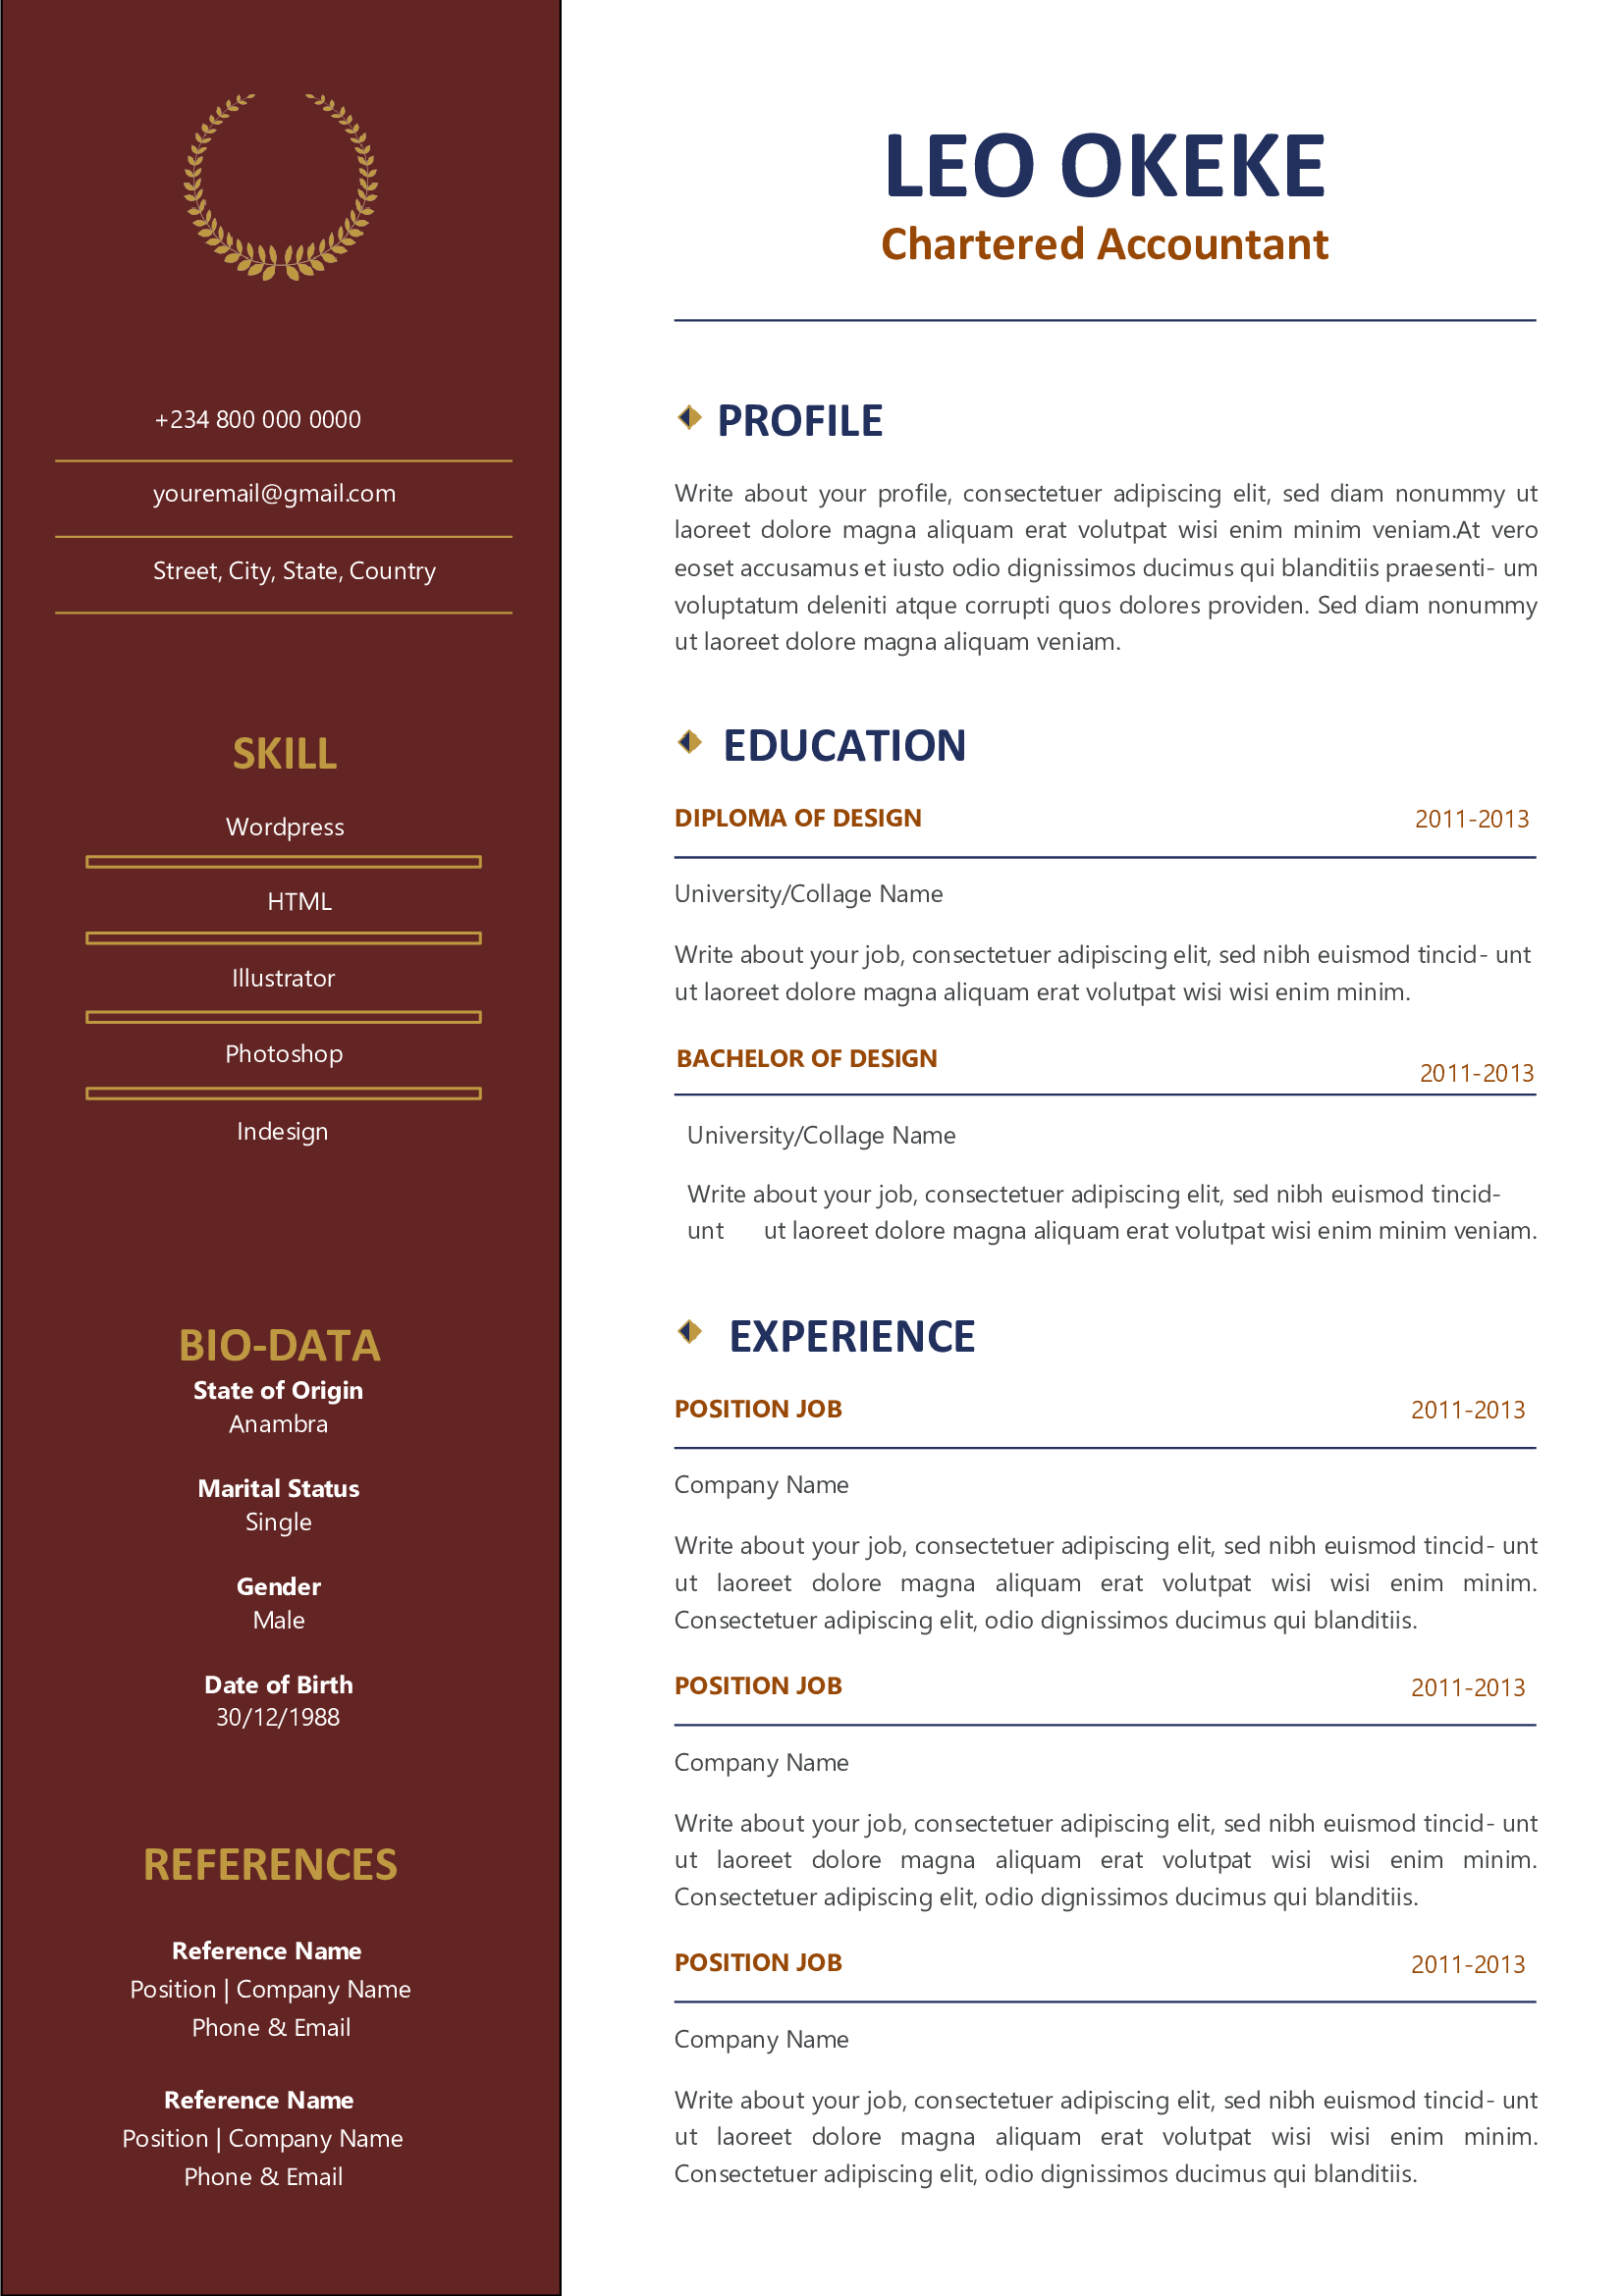 +234 800 000 0000
youremail@gmail.com
Street, City, State, Country
SKILL
Wordpress
HTML
Illustrator
Photoshop
Indesign
BIO-DATA
State of Origin
Anambra
Marital Status
Single
Gender
Male
Date of Birth
30/12/1988
REFERENCES
Reference Name
Position | Company Name
Phone & Email
Reference Name
Position | Company Name
Phone & Email
LEO OKEKE
Chartered Accountant
PROFILE
Write about your profile, consectetuer adipiscing elit, sed diam nonummy ut
laoreet dolore magna aliquam erat volutpat wisi enim minim veniam.At vero
eoset accusamus et iusto odio dignissimos ducimus qui blanditiis praesenti- um
voluptatum deleniti atque corrupti quos dolores providen. Sed diam nonummy
ut laoreet dolore magna aliquam veniam.
EDUCATION
DIPLOMA OF DESIGN 2011-2013
University/Collage Name
Write about your job, consectetuer adipiscing elit, sed nibh euismod tincid- unt
ut laoreet dolore magna aliquam erat volutpat wisi wisi enim minim.
BACHELOR OF DESIGN 2011-2013
University/Collage Name
Write about your job, consectetuer adipiscing elit, sed nibh euismod tincid-
unt ut laoreet dolore magna aliquam erat volutpat wisi enim minim veniam.
EXPERIENCE
POSITION JOB 2011-2013
Company Name
Write about your job, consectetuer adipiscing elit, sed nibh euismod tincid- unt
ut laoreet dolore magna aliquam erat volutpat wisi wisi enim minim.
Consectetuer adipiscing elit, odio dignissimos ducimus qui blanditiis.
POSITION JOB 2011-2013
Company Name
Write about your job, consectetuer adipiscing elit, sed nibh euismod tincid- unt
ut laoreet dolore magna aliquam erat volutpat wisi wisi enim minim.
Consectetuer adipiscing elit, odio dignissimos ducimus qui blanditiis.
POSITION JOB 2011-2013
Company Name
Write about your job, consectetuer adipiscing elit, sed nibh euismod tincid- unt
ut laoreet dolore magna aliquam erat volutpat wisi wisi enim minim.
Consectetuer adipiscing elit, odio dignissimos ducimus qui blanditiis.